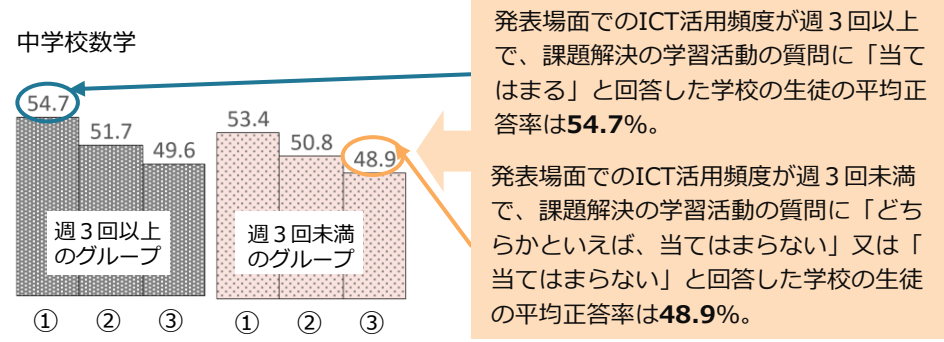 中学校数学
54.7
51.7
49.6
53.4
50.8
48.9
週３回以上
のグループ
週３回未満
のグループ
① ② ③ ① ② ③
発表場面でのICT活用頻度が週３回以上
で、課題解決の学習活動の質問に「当て
はまる」と回答した学校の生徒の平均正
答率は54.7%。
発表場面でのICT活用頻度が週３回未満
で、課題解決の学習活動の質問に「どち
らかといえば、当てはまらない」又は「
当てはまらない」と回答した学校の生徒
の平均正答率は48.9%。